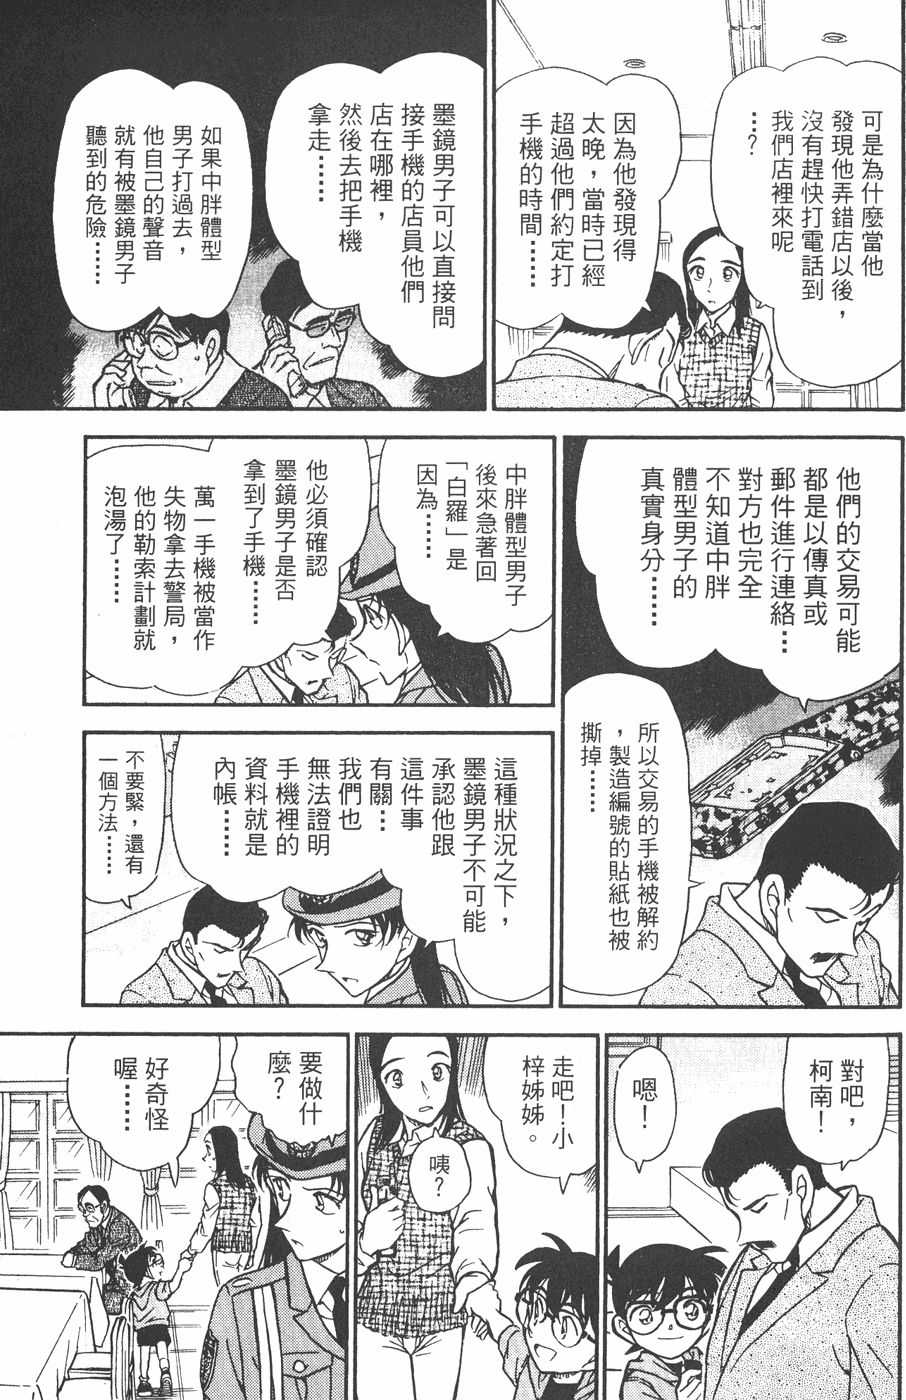 可是為什麼當他
發現他弄錯店以後，
沒有趕快打電話到
我們店裡來呢
…？
因為他發現得
太晚，當時已經
超過他們約定打
手機的時間……
墨鏡男子可以直接問
接手機的店員他們
店在哪裡，
然後去把手機
拿走……
如果中胖體型
男子打過去，
他自己的聲音
就有被墨鏡男子
聽到的危險……
他們的交易可能
都是以傳真或
郵件進行連絡…
對方也完全
不知道中胖
體型男子的
真實身分……
所以交易的手機被解約
，製造編號的貼紙也被
撕掉……
中胖體型男子
後來急著回
「白羅」是
因為……
他必須確認
墨鏡男子是否
拿到了手機……
萬一手機被當作
失物拿去警局，
他的勒索計劃就
泡湯了……
這種狀況之下，
墨鏡男子不可能
承認他跟
這件事
有關…
我們也
無法證明
手機裡的
資料就是
內帳……
不要緊，還有
一個方法……
對吧，
柯南！
嗯！
走吧！小
梓姊姊。
咦？
要做什
麼？
好奇怪
喔……